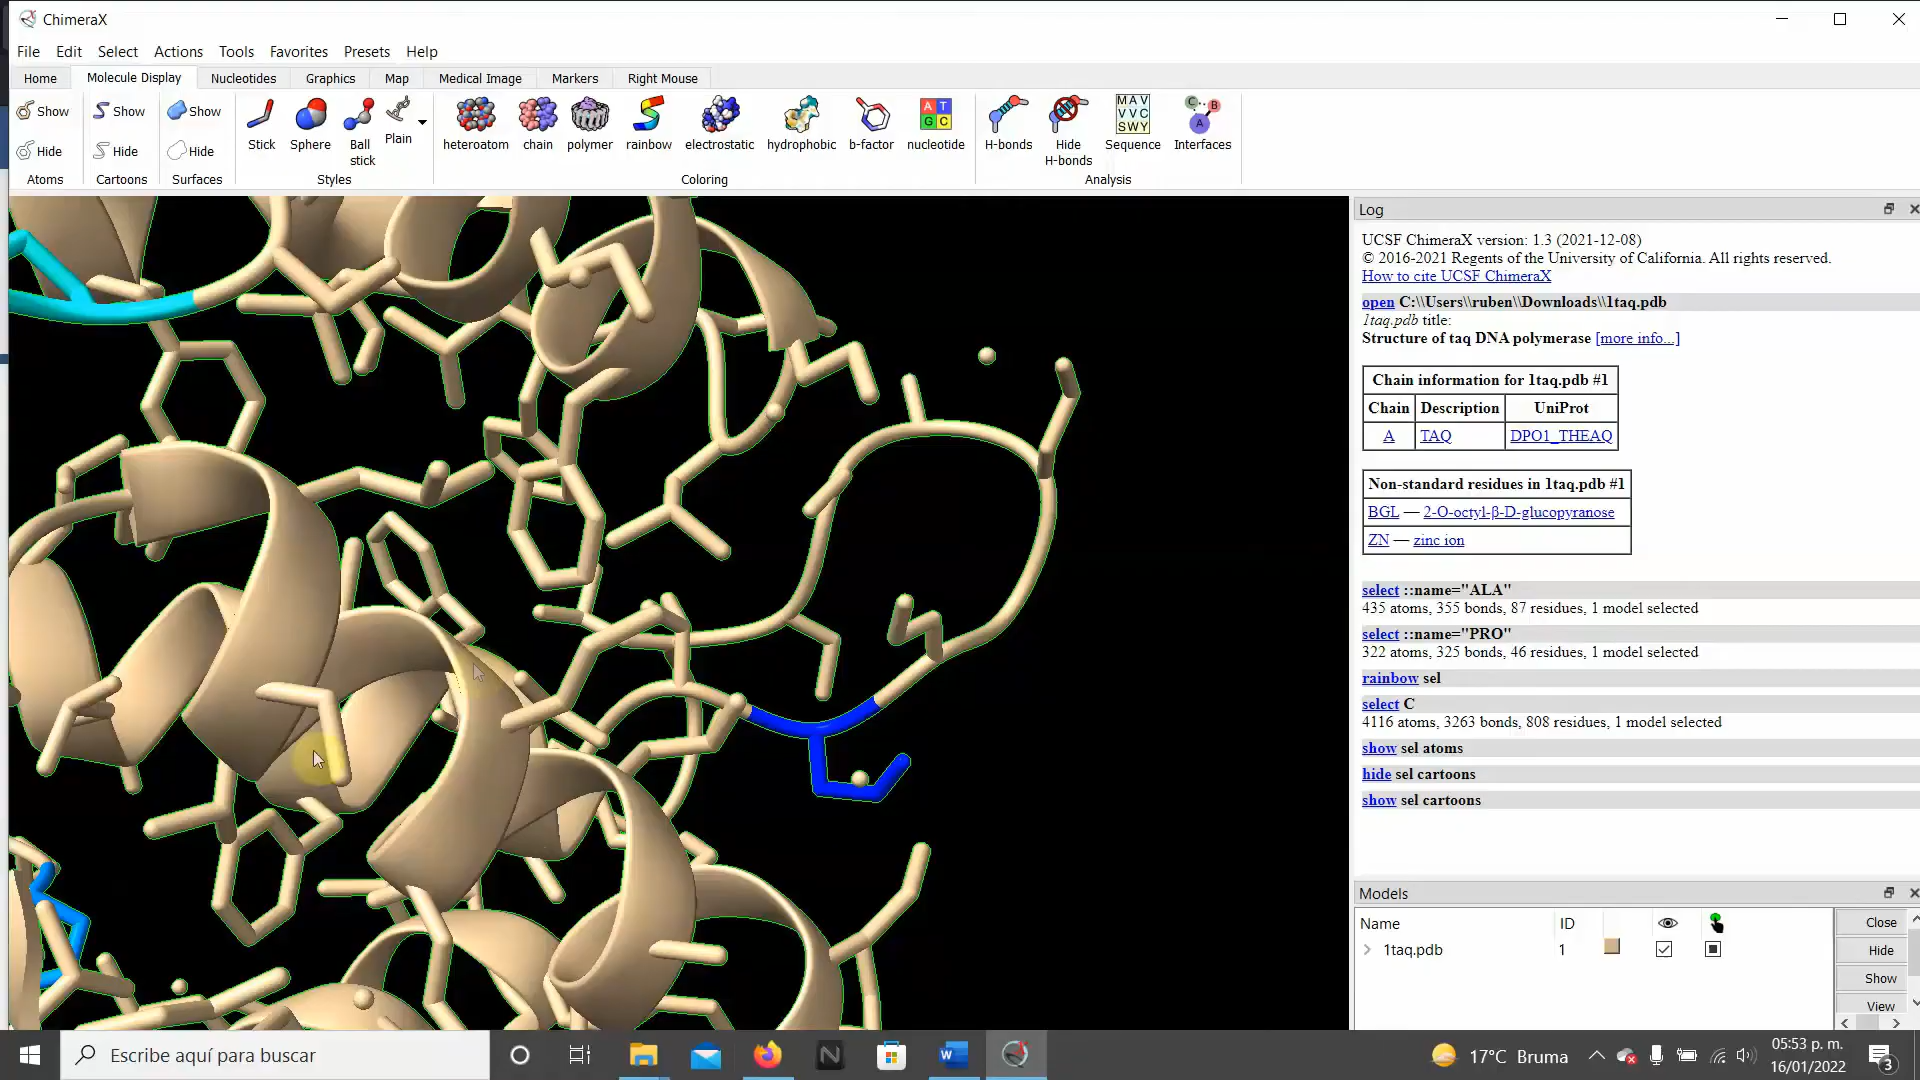 ChimeraX
File Edit Select Actions Tools Favorites Presets Help
Home Molecule Display Nucleotides Graphics Map Medical Image Markers Right Mouse
Show Show Show
Hide Hide Hide
Atoms Cartoons Surfaces
Stick Sphere Ball stick Plain
Styles
heteroatom chain polymer rainbow electrostatic hydrophobic b-factor nucleotide
A T
G C
Coloring
M A V
V V C
S W Y
C B
A
H-bonds Hide H-bonds Sequence Interfaces
Analysis
Log
UCSF ChimeraX version: 1.3 (2021-12-08)
© 2016-2021 Regents of the University of California. All rights reserved.
How to cite UCSF ChimeraX
open C:\\Users\\ruben\\Downloads\\1taq.pdb
1taq.pdb title:
Structure of taq DNA polymerase [more info...]
Chain information for 1taq.pdb #1
Chain Description UniProt
A TAQ DPO1_THEAQ
Non-standard residues in 1taq.pdb #1
BGL — 2-O-octyl-β-D-glucopyranose
ZN — zinc ion
select ::name="ALA"
435 atoms, 355 bonds, 87 residues, 1 model selected
select ::name="PRO"
322 atoms, 325 bonds, 46 residues, 1 model selected
rainbow sel
select C
4116 atoms, 3263 bonds, 808 residues, 1 model selected
show sel atoms
hide sel cartoons
show sel cartoons
Models
Name ID
1taq.pdb 1
Close
Hide
Show
View
Escribe aquí para buscar
N
W
17°C Bruma
05:53 p. m.
16/01/2022
3